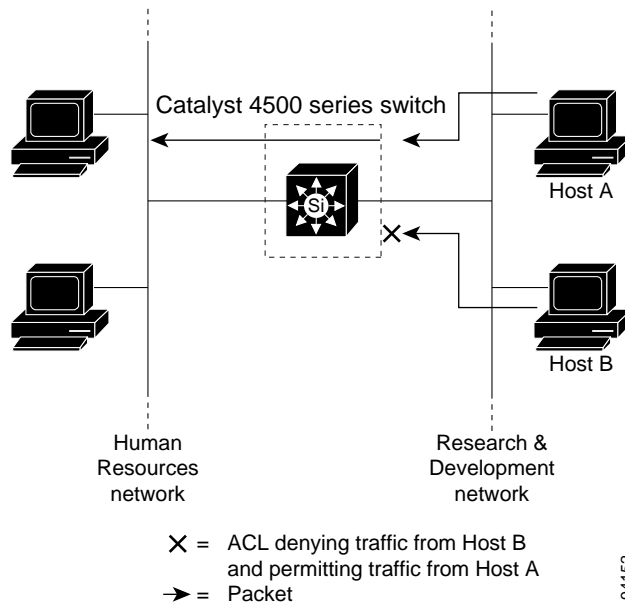 Catalyst 4500 series switch
Si
Host A
Host B
Human
Resources
network
Research &
Development
network
X = ACL denying traffic from Host B
and permitting traffic from Host A
= Packet